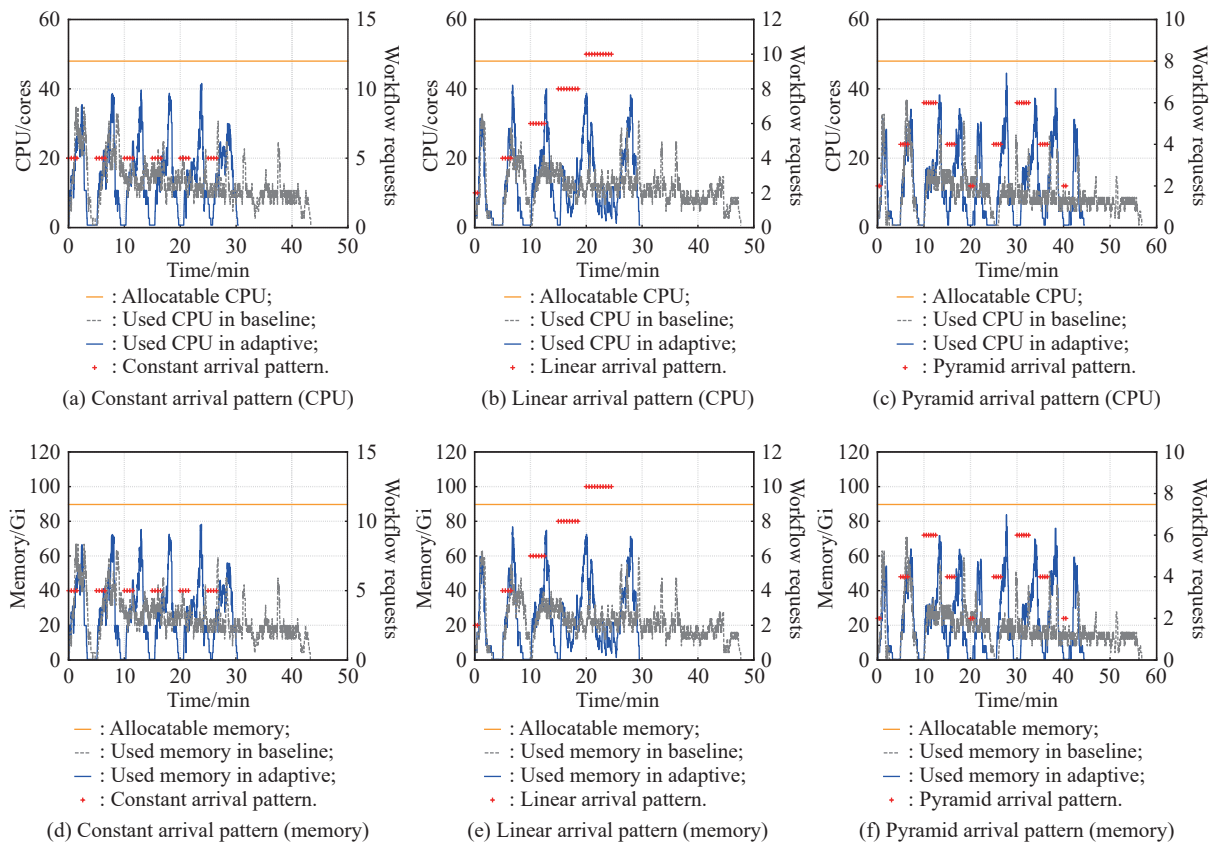 60
40
20
0
CPU/cores
15
10
5
0
Workflow requests
0 10 20 30 40 50
Time/min
— : Allocatable CPU;
---- : Used CPU in baseline;
— : Used CPU in adaptive;
+ : Constant arrival pattern.
(a) Constant arrival pattern (CPU)
60
40
20
0
CPU/cores
12
10
8
6
4
2
0
Workflow requests
0 10 20 30 40 50
Time/min
— : Allocatable CPU;
---- : Used CPU in baseline;
— : Used CPU in adaptive;
+ : Linear arrival pattern.
(b) Linear arrival pattern (CPU)
60
40
20
0
CPU/cores
10
8
6
4
2
0
Workflow requests
0 10 20 30 40 50 60
Time/min
— : Allocatable CPU;
---- : Used CPU in baseline;
— : Used CPU in adaptive;
+ : Pyramid arrival pattern.
(c) Pyramid arrival pattern (CPU)
120
100
80
60
40
20
0
Memory/Gi
15
10
5
0
Workflow requests
0 10 20 30 40 50
Time/min
— : Allocatable memory;
---- : Used memory in baseline;
— : Used memory in adaptive;
+ : Constant arrival pattern.
(d) Constant arrival pattern (memory)
120
100
80
60
40
20
0
Memory/Gi
12
10
8
6
4
2
0
Workflow requests
0 10 20 30 40 50
Time/min
— : Allocatable memory;
---- : Used memory in baseline;
— : Used memory in adaptive;
+ : Linear arrival pattern.
(e) Linear arrival pattern (memory)
120
100
80
60
40
20
0
Memory/Gi
10
8
6
4
2
0
Workflow requests
0 10 20 30 40 50 60
Time/min
— : Allocatable memory;
---- : Used memory in baseline;
— : Used memory in adaptive;
+ : Pyramid arrival pattern.
(f) Pyramid arrival pattern (memory)